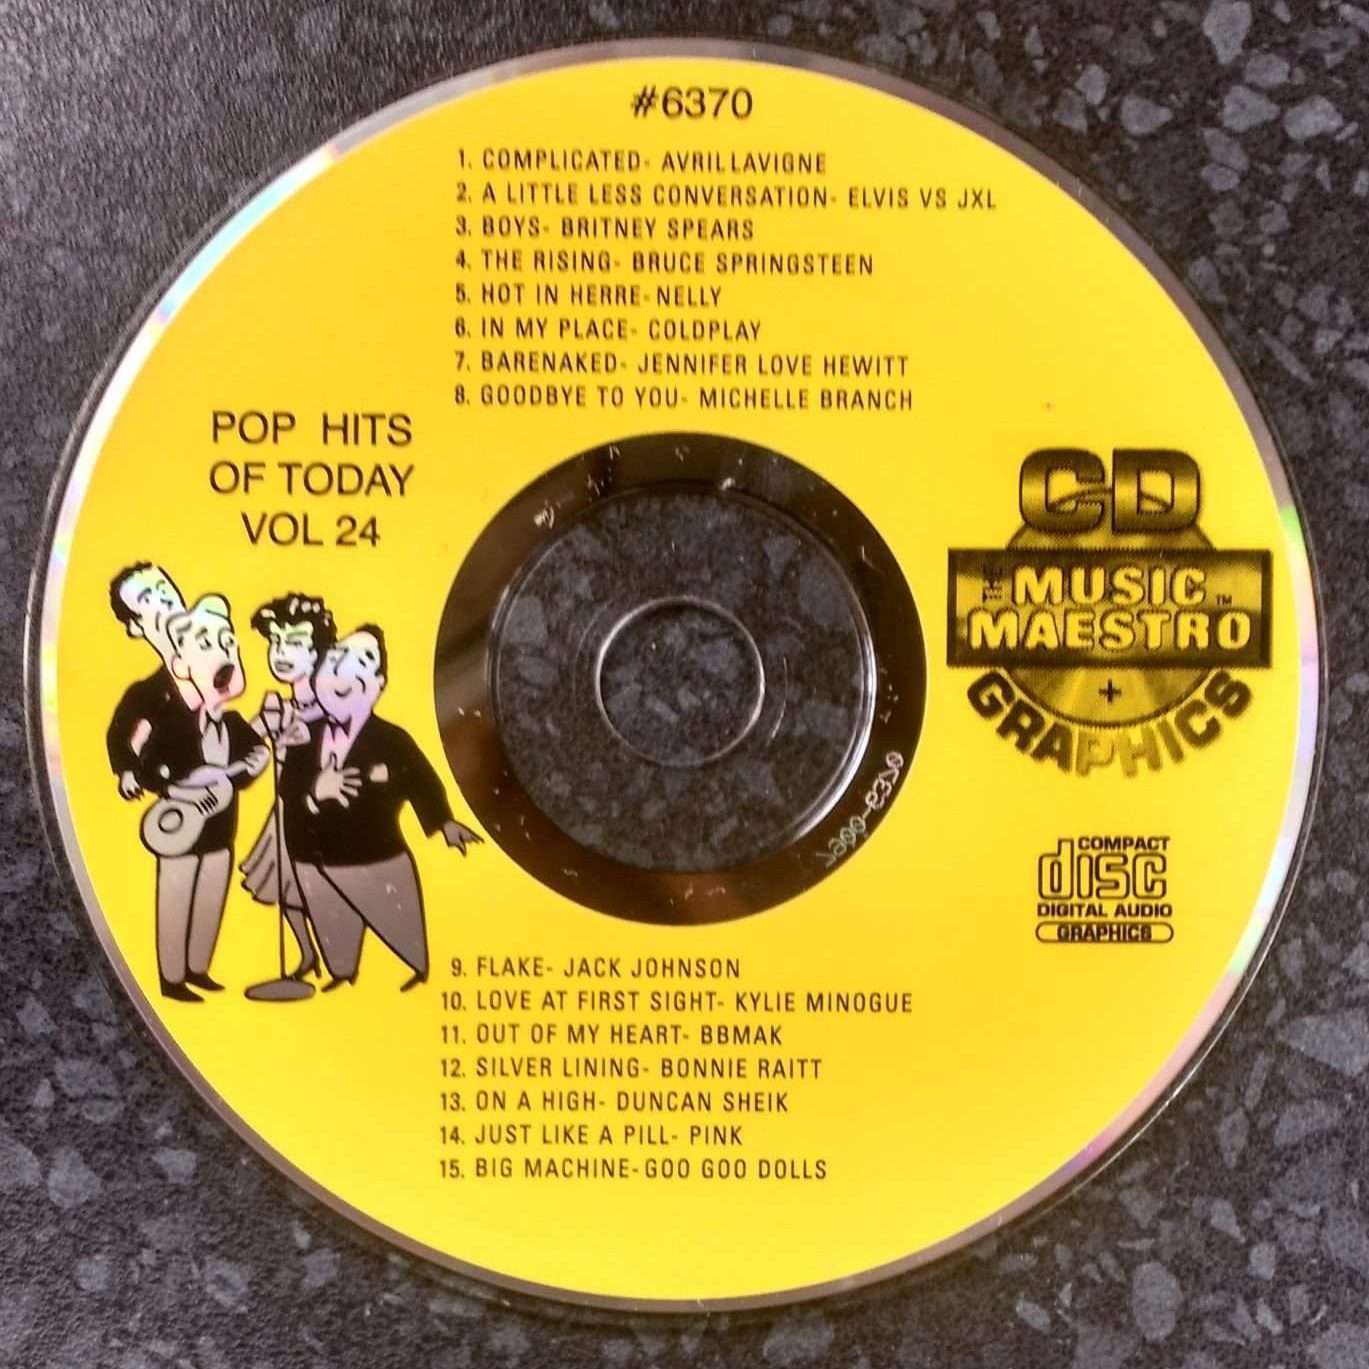 #6370
1. COMPLICATED- AVRIL LAVIGNE
2. A LITTLE LESS CONVERSATION- ELVIS VS JXL
3. BOYS- BRITNEY SPEARS
4. THE RISING- BRUCE SPRINGSTEEN
5. HOT IN HERRE- NELLY
6. IN MY PLACE- COLDPLAY
7. BARENAKED- JENNIFER LOVE HEWITT
8. GOODBYE TO YOU- MICHELLE BRANCH
POP HITS
OF TODAY
VOL 24
CD
THE MUSIC
MAESTRO™
+
GRAPHICS
COMPACT
disc
DIGITAL AUDIO
GRAPHICS
9. FLAKE- JACK JOHNSON
10. LOVE AT FIRST SIGHT- KYLIE MINOGUE
11. OUT OF MY HEART- BBMAK
12. SILVER LINING- BONNIE RAITT
13. ON A HIGH- DUNCAN SHEIK
14. JUST LIKE A PILL- PINK
15. BIG MACHINE- GOO GOO DOLLS